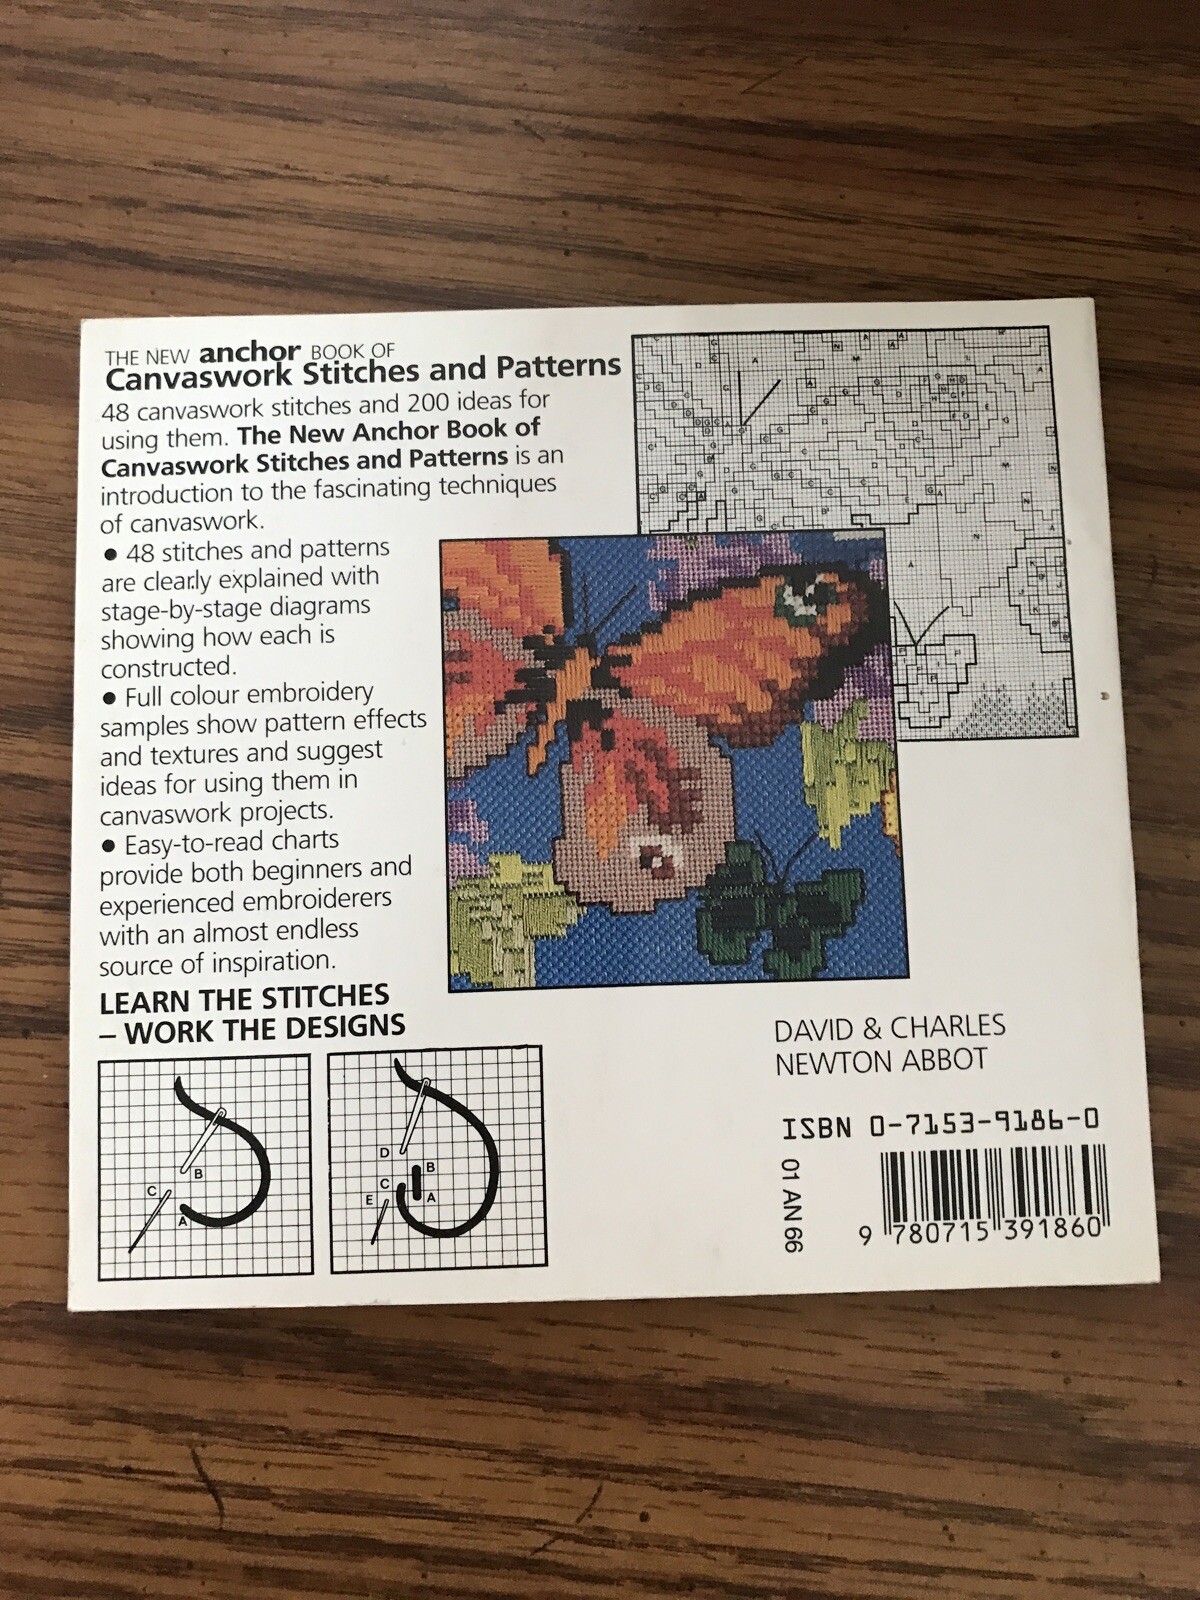 THE NEW anchor BOOK OF
Canvaswork Stitches and Patterns
48 canvaswork stitches and 200 ideas for
using them. The New Anchor Book of
Canvaswork Stitches and Patterns is an
introduction to the fascinating techniques
of canvaswork.
● 48 stitches and patterns
are clearly explained with
stage-by-stage diagrams
showing how each is
constructed.
● Full colour embroidery
samples show pattern effects
and textures and suggest
ideas for using them in
canvaswork projects.
● Easy-to-read charts
provide both beginners and
experienced embroiderers
with an almost endless
source of inspiration.
LEARN THE STITCHES
– WORK THE DESIGNS
B
C
A
D
B
C
E
A
DAVID & CHARLES
NEWTON ABBOT
ISBN 0-7153-9186-0
01 AN 66
9 780715 391860